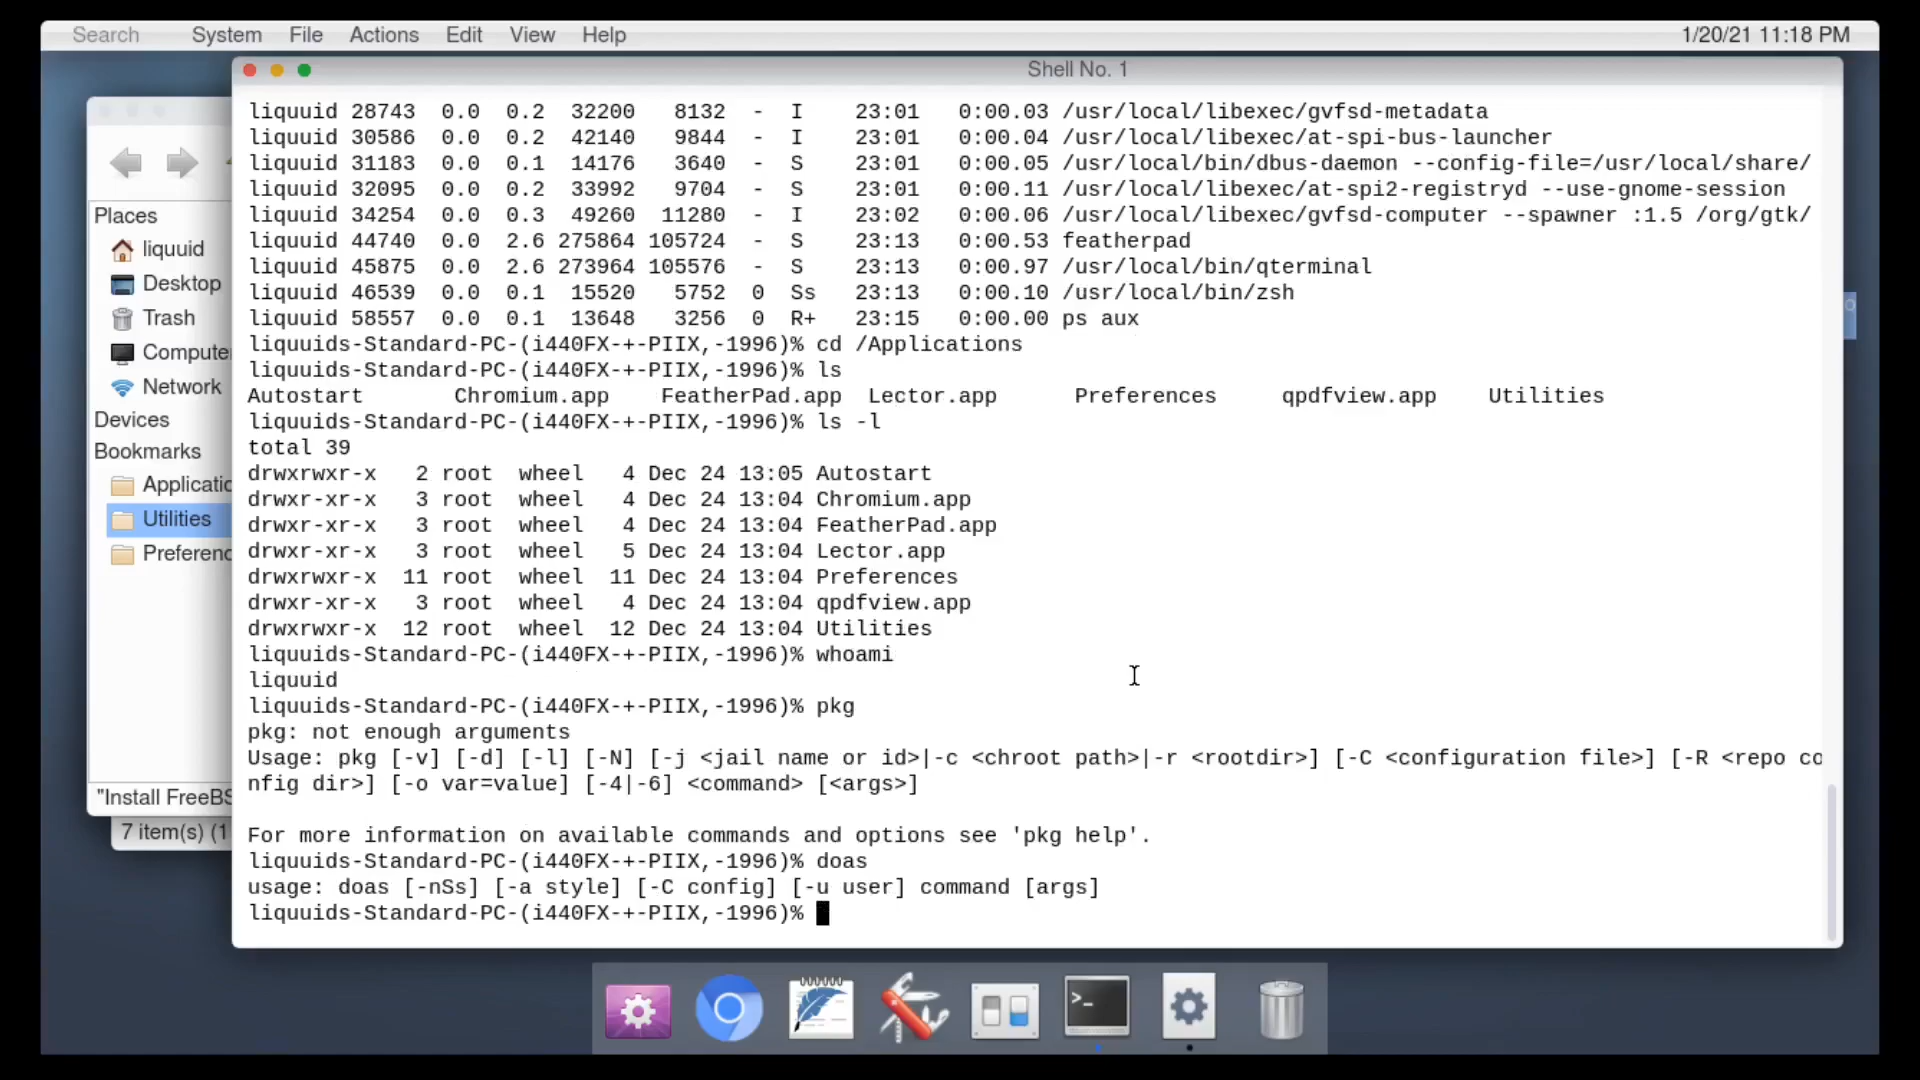 Search System File Actions Edit View Help 1/20/21 11:18 PM
Shell No. 1
liquuid 28743 0.0 0.2 32200 8132 - I 23:01 0:00.03 /usr/local/libexec/gvfsd-metadata
liquuid 30586 0.0 0.2 42140 9844 - I 23:01 0:00.04 /usr/local/libexec/at-spi-bus-launcher
liquuid 31183 0.0 0.1 14176 3640 - S 23:01 0:00.05 /usr/local/bin/dbus-daemon --config-file=/usr/local/share/
liquuid 32095 0.0 0.2 33992 9704 - S 23:01 0:00.11 /usr/local/libexec/at-spi2-registryd --use-gnome-session
liquuid 34254 0.0 0.3 49260 11280 - I 23:02 0:00.06 /usr/local/libexec/gvfsd-computer --spawner :1.5 /org/gtk/
liquuid 44740 0.0 2.6 275864 105724 - S 23:13 0:00.53 featherpad
liquuid 45875 0.0 2.6 273964 105576 - S 23:13 0:00.97 /usr/local/bin/qterminal
liquuid 46539 0.0 0.1 15520 5752 0 Ss 23:13 0:00.10 /usr/local/bin/zsh
liquuid 58557 0.0 0.1 13648 3256 0 R+ 23:15 0:00.00 ps aux
liquuids-Standard-PC-(i440FX-+-PIIX,-1996)% cd /Applications
liquuids-Standard-PC-(i440FX-+-PIIX,-1996)% ls
Autostart Chromium.app FeatherPad.app Lector.app Preferences qpdfview.app Utilities
liquuids-Standard-PC-(i440FX-+-PIIX,-1996)% ls -l
total 39
drwxrwxr-x 2 root wheel 4 Dec 24 13:05 Autostart
drwxr-xr-x 3 root wheel 4 Dec 24 13:04 Chromium.app
drwxr-xr-x 3 root wheel 4 Dec 24 13:04 FeatherPad.app
drwxr-xr-x 3 root wheel 5 Dec 24 13:04 Lector.app
drwxrwxr-x 11 root wheel 11 Dec 24 13:04 Preferences
drwxr-xr-x 3 root wheel 4 Dec 24 13:04 qpdfview.app
drwxrwxr-x 12 root wheel 12 Dec 24 13:04 Utilities
liquuids-Standard-PC-(i440FX-+-PIIX,-1996)% whoami
liquuid
liquuids-Standard-PC-(i440FX-+-PIIX,-1996)% pkg
pkg: not enough arguments
Usage: pkg [-v] [-d] [-l] [-N] [-j <jail name or id>|-c <chroot path>|-r <rootdir>] [-C <configuration file>] [-R <repo co
nfig dir>] [-o var=value] [-4|-6] <command> [<args>]
For more information on available commands and options see 'pkg help'.
liquuids-Standard-PC-(i440FX-+-PIIX,-1996)% doas
usage: doas [-nSs] [-a style] [-C config] [-u user] command [args]
liquuids-Standard-PC-(i440FX-+-PIIX,-1996)%
Places
liquuid
Desktop
Trash
Compute
Network
Devices
Bookmarks
Applicatio
Utilities
Preferenc
"Install FreeBS
7 item(s) (1
>_